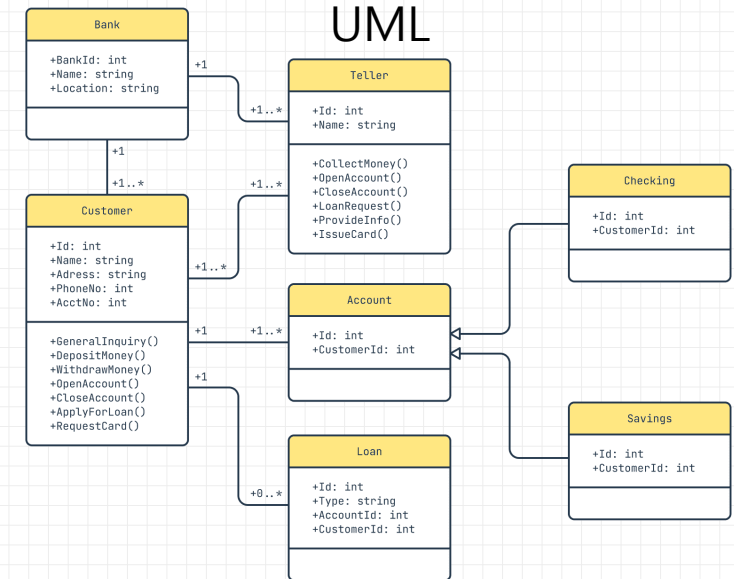 UML
Bank
+BankId: int
+Name: string
+Location: string
+1
+1..*
+1
+1..*
Teller
+Id: int
+Name: string
+CollectMoney()
+OpenAccount()
+CloseAccount()
+LoanRequest()
+ProvideInfo()
+IssueCard()
Customer
+Id: int
+Name: string
+Adress: string
+PhoneNo: int
+AcctNo: int
+GeneralInquiry()
+DepositMoney()
+WithdrawMoney()
+OpenAccount()
+CloseAccount()
+ApplyForLoan()
+RequestCard()
+1..*
+1..*
+1
+1..*
+1
+0..*
Account
+Id: int
+CustomerId: int
Loan
+Id: int
+Type: string
+AccountId: int
+CustomerId: int
Checking
+Id: int
+CustomerId: int
Savings
+Id: int
+CustomerId: int